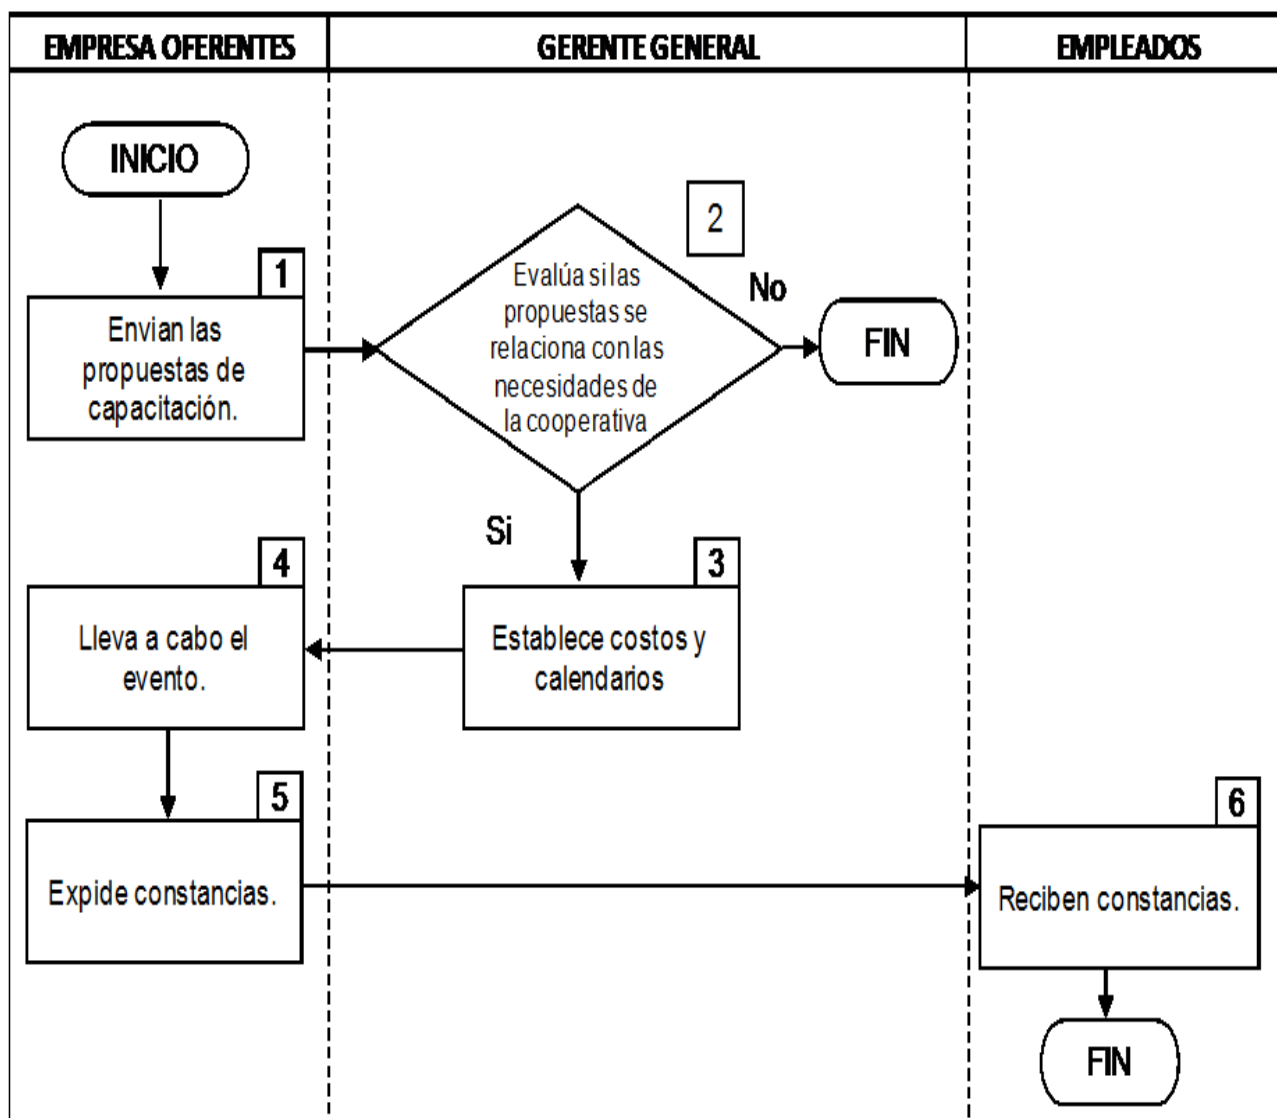 EMPRESA OFERENTES
GERENTE GENERAL
EMPLEADOS
INICIO
1
Envian las
propuestas de
capacitación.
2
Evalúa si las
propuestas se
relaciona con las
necesidades de
la cooperativa
No
FIN
Si
3
Establece costos y
calendarios
4
Lleva a cabo el
evento.
5
Expide constancias.
6
Reciben constancias.
FIN